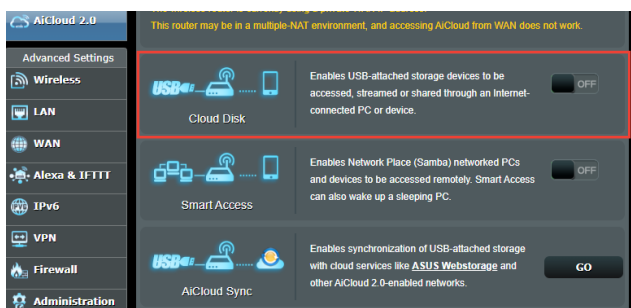 AiCloud 2.0
This router may be in a multiple-NAT environment, and accessing AiCloud from WAN does not work.
Advanced Settings
Wireless
LAN
WAN
Alexa & IFTTT
IPv6
VPN
Firewall
Administration
USB
Cloud Disk
Enables USB-attached storage devices to be
accessed, streamed or shared through an Internet-
connected PC or device.
OFF
Smart Access
Enables Network Place (Samba) networked PCs
and devices to be accessed remotely. Smart Access
can also wake up a sleeping PC.
OFF
USB
AiCloud Sync
Enables synchronization of USB-attached storage
with cloud services like ASUS Webstorage and
other AiCloud 2.0-enabled networks.
GO